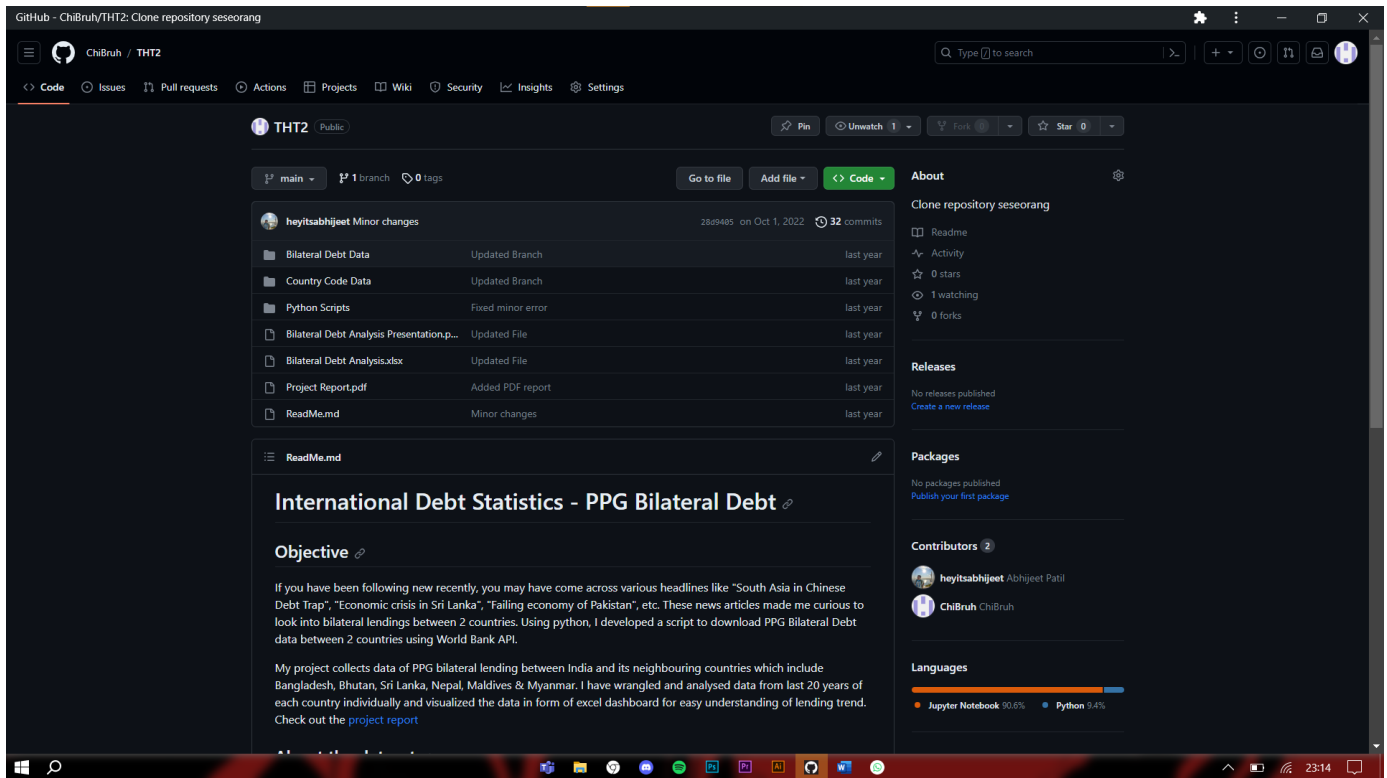 GitHub - ChiBruh/THT2: Clone repository seseorang
ChiBruh / THT2
Type / to search
Code Issues Pull requests Actions Projects Wiki Security Insights Settings
THT2 Public
Pin Unwatch 1 Fork 0 Star 0
main 1 branch 0 tags
Go to file Add file Code
heyitsabhijeet Minor changes 28d9405 on Oct 1, 2022 32 commits
Bilateral Debt Data Updated Branch last year
Country Code Data Updated Branch last year
Python Scripts Fixed minor error last year
Bilateral Debt Analysis Presentation.p... Updated File last year
Bilateral Debt Analysis.xlsx Updated File last year
Project Report.pdf Added PDF report last year
ReadMe.md Minor changes last year
ReadMe.md
International Debt Statistics - PPG Bilateral Debt
Objective
If you have been following new recently, you may have come across various headlines like "South Asia in Chinese
Debt Trap", "Economic crisis in Sri Lanka", "Failing economy of Pakistan", etc. These news articles made me curious to
look into bilateral lendings between 2 countries. Using python, I developed a script to download PPG Bilateral Debt
data between 2 countries using World Bank API.
My project collects data of PPG bilateral lending between India and its neighbouring countries which include
Bangladesh, Bhutan, Sri Lanka, Nepal, Maldives & Myanmar. I have wrangled and analysed data from last 20 years of
each country individually and visualized the data in form of excel dashboard for easy understanding of lending trend.
Check out the project report
About
Clone repository seseorang
Readme
Activity
0 stars
1 watching
0 forks
Releases
No releases published
Create a new release
Packages
No packages published
Publish your first package
Contributors 2
heyitsabhijeet Abhijeet Patil
ChiBruh ChiBruh
Languages
Jupyter Notebook 90.6% Python 9.4%
Ps Pr Ai
23:14